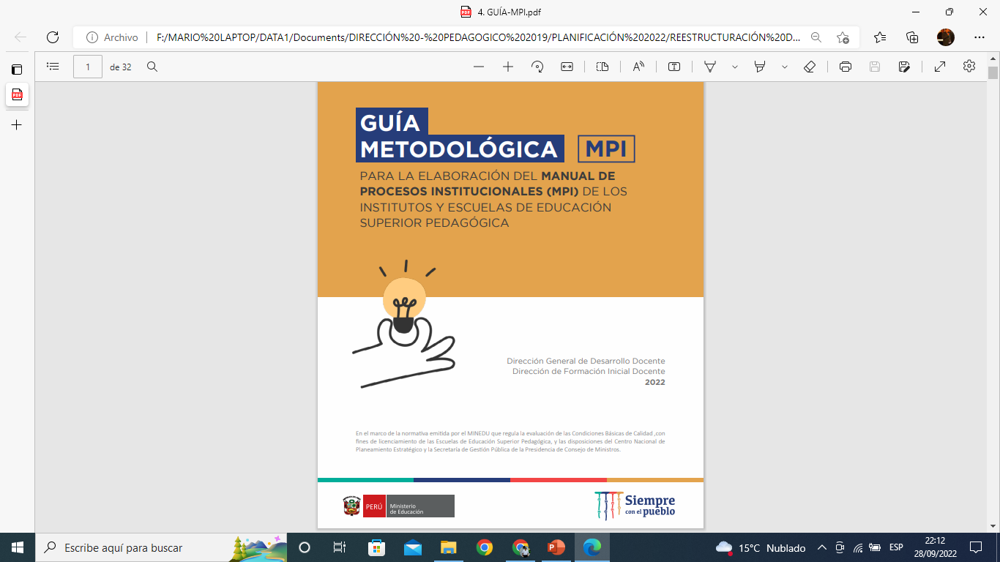 4. GUÍA-MPI.pdf
Archivo
F:/MARIO%20LAPTOP/DATA1/Documents/DIRECCIÓN%20-%20PEDAGOGICO%202019/PLANIFICACIÓN%202022/REESTRUCTURACIÓN%20D...
1 de 32
GUÍA
METODOLÓGICA MPI
PARA LA ELABORACIÓN DEL MANUAL DE
PROCESOS INSTITUCIONALES (MPI) DE LOS
INSTITUTOS Y ESCUELAS DE EDUCACIÓN
SUPERIOR PEDAGÓGICA
Dirección General de Desarrollo Docente
Dirección de Formación Inicial Docente
2022
En el marco de la normativa emitida por el MINEDU que regula la evaluación de las Condiciones Básicas de Calidad ,con
fines de licenciamiento de las Escuelas de Educación Superior Pedagógica, y las disposiciones del Centro Nacional de
Planeamiento Estratégico y la Secretaría de Gestión Pública de la Presidencia de Consejo de Ministros.
PERÚ
Ministerio
de Educación
Siempre
con el pueblo
Escribe aquí para buscar
15°C Nublado
ESP
22:12
28/09/2022